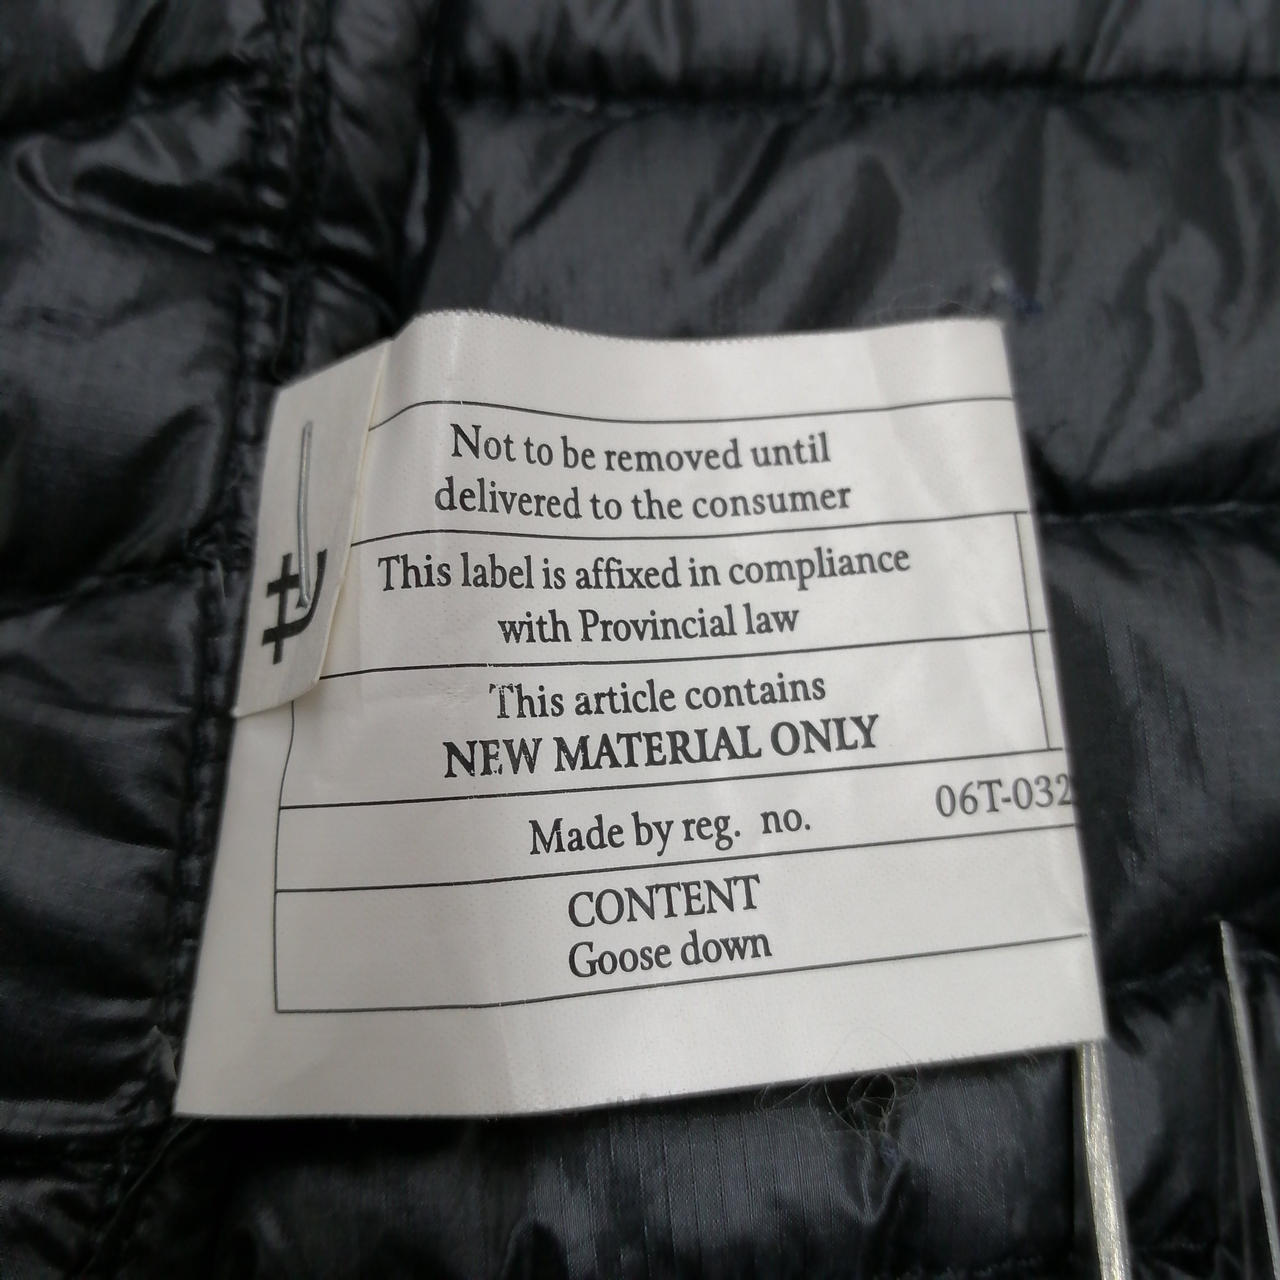 Not to be removed until
delivered to the consumer
This label is affixed in compliance
with Provincial law
This article contains
NEW MATERIAL ONLY
Made by reg. no. 06T-032
CONTENT
Goose down